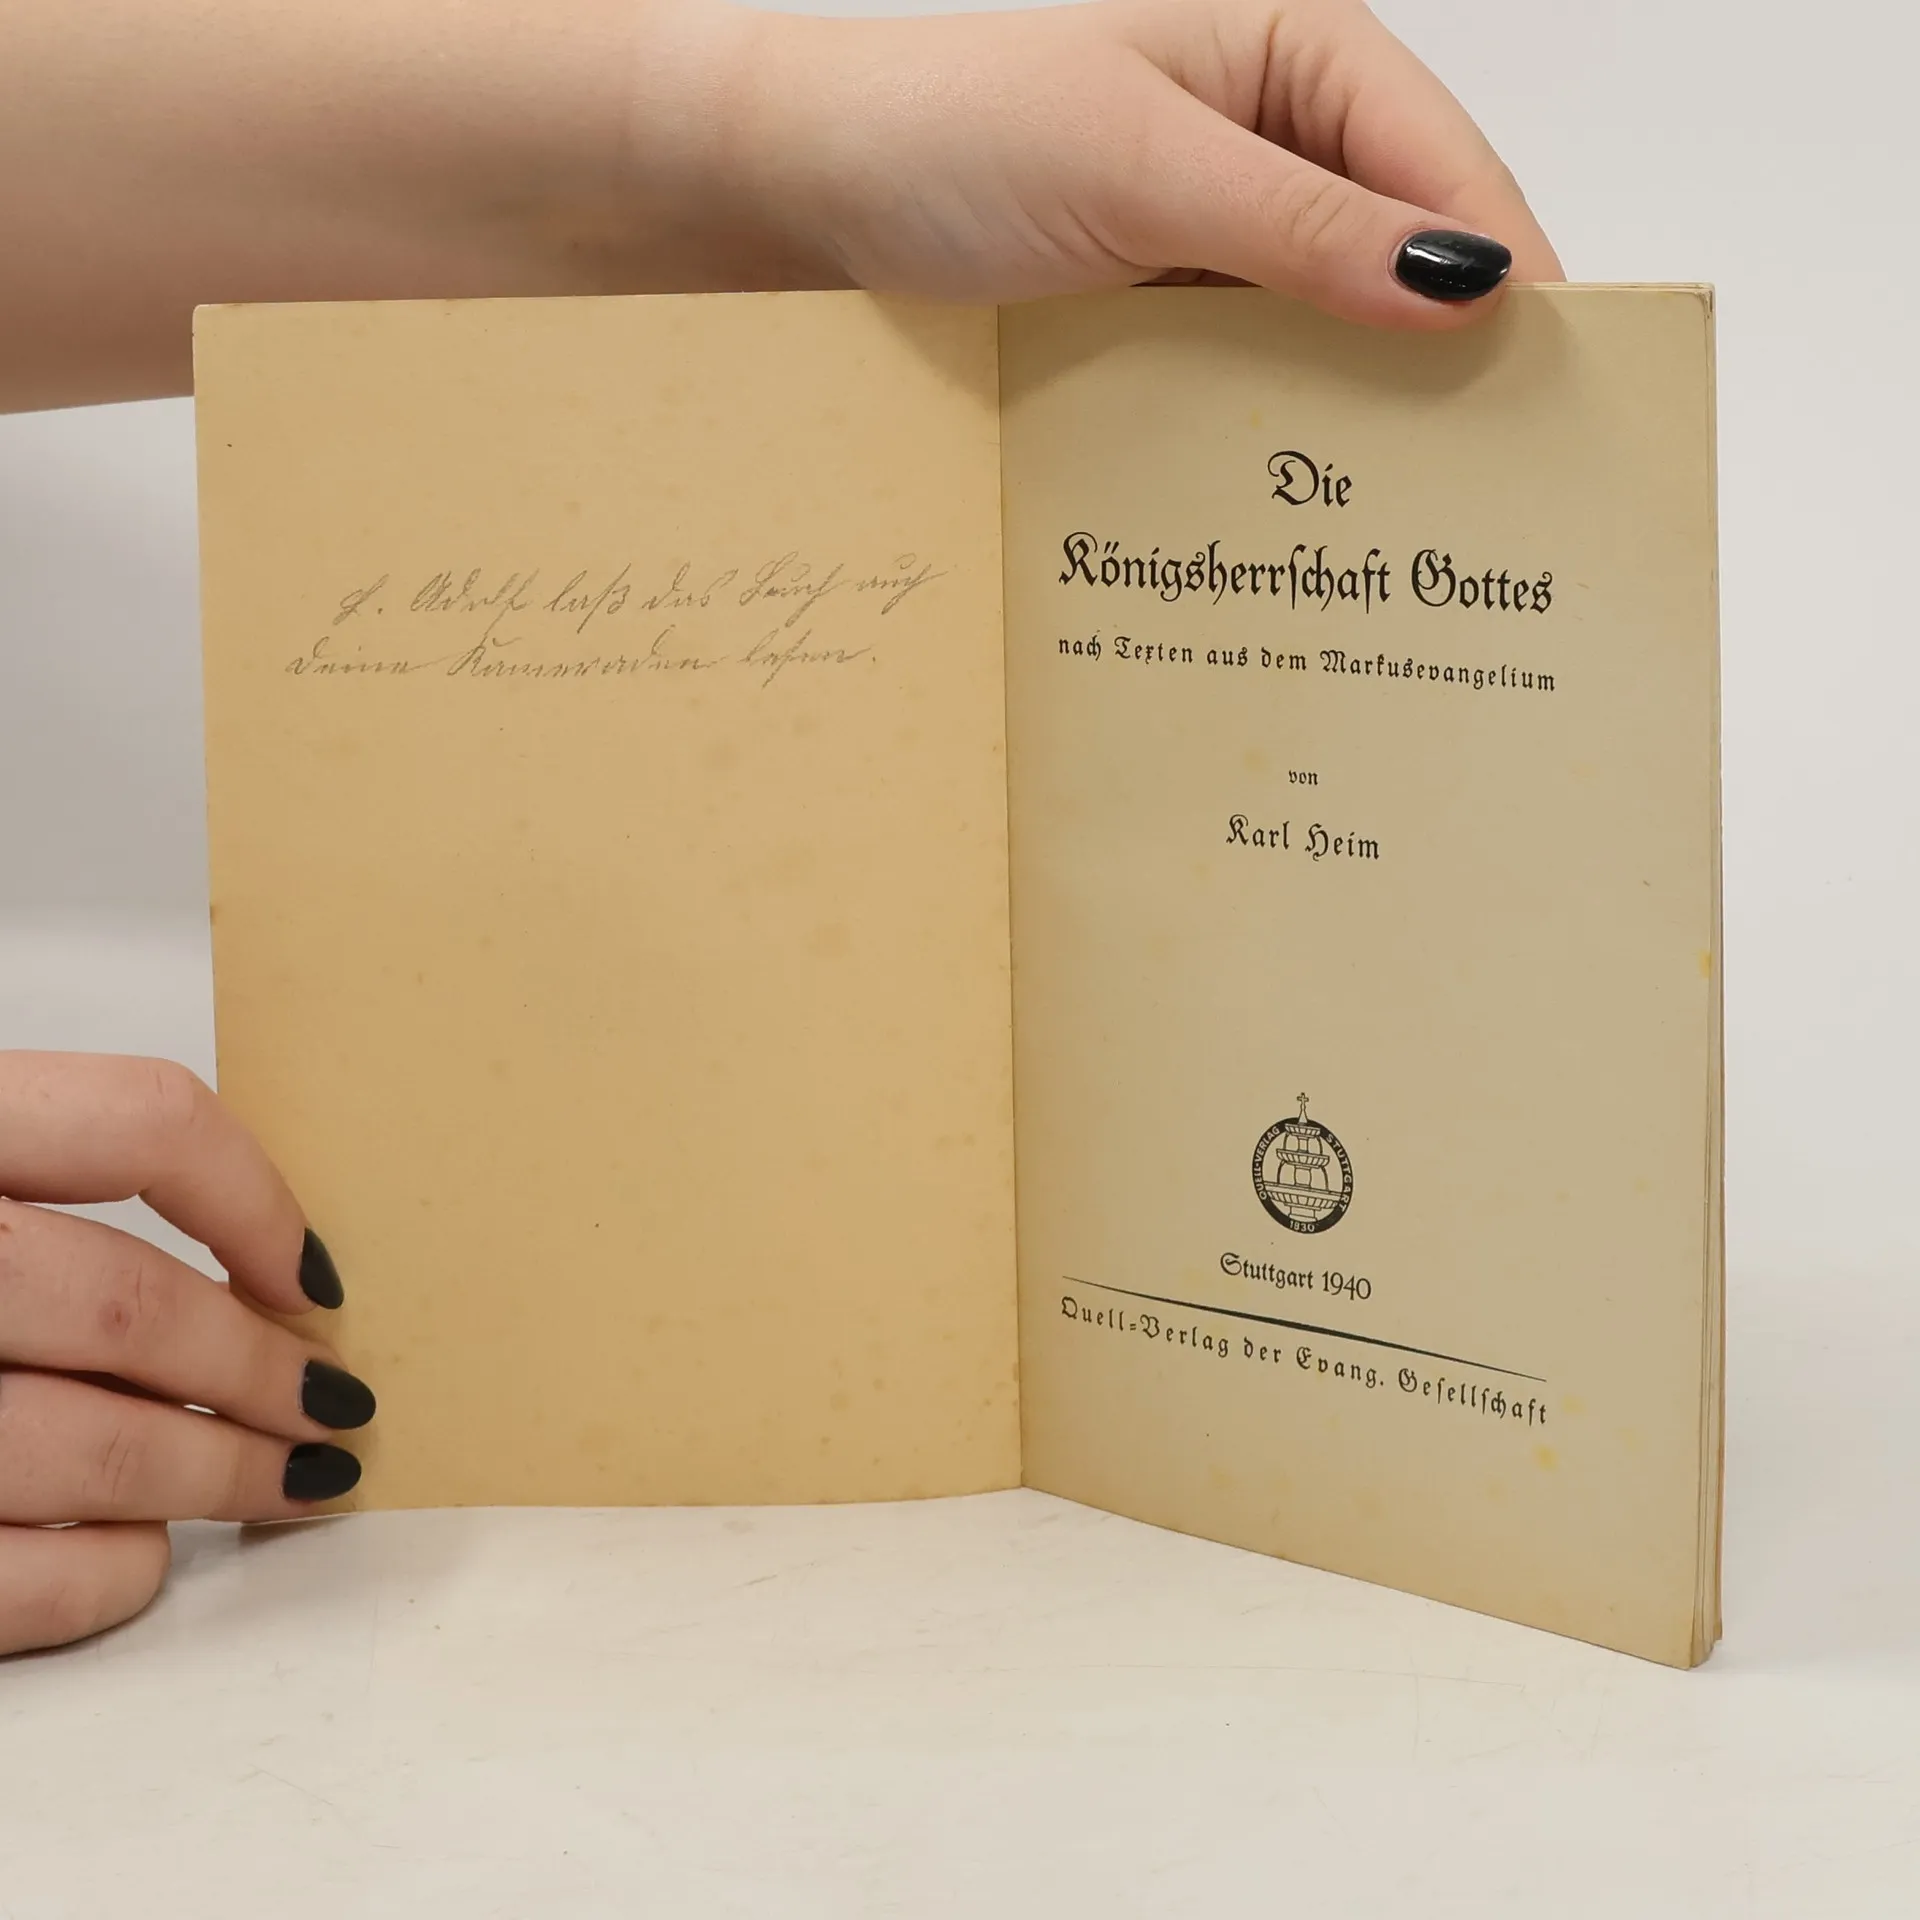 L. Adolf laß das Buch auch
deine Kameraden lesen.
Die
Königsherrſchaft Gottes
nach Texten aus dem Markusevangelium
von
Karl Heim
QUELL-VERLAG STUTTGART
1830
Stuttgart 1940
Quell-Verlag der Evang. Geſellſchaft